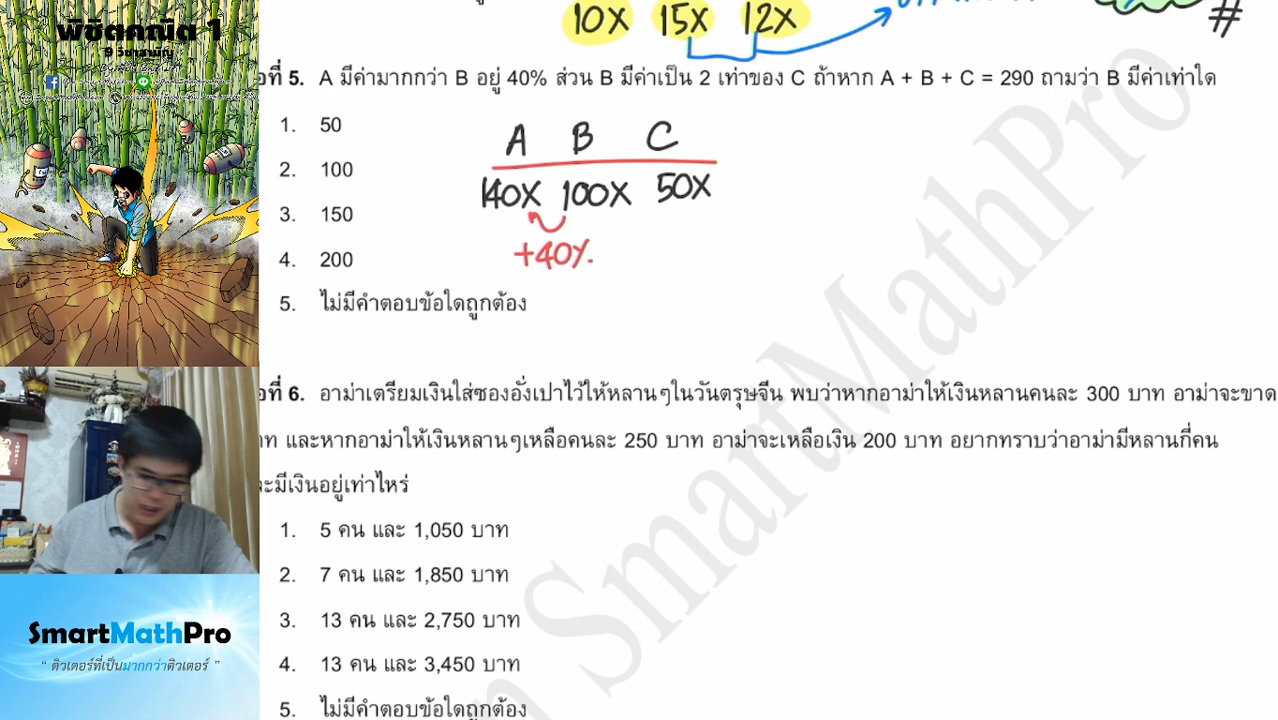 พิชิตคณิต 1
9 วิชาสามัญ
10X 15X 12X
#
อที่ 5. A มีค่ามากกว่า B อยู่ 40% ส่วน B มีค่าเป็น 2 เท่าของ C ถ้าหาก A + B + C = 290 ถามว่า B มีค่าเท่าใด
1. 50
2. 100
3. 150
4. 200
5. ไม่มีคำตอบข้อใดถูกต้อง
A B C
140X 100X 50X
+40%
อที่ 6. อาม่าเตรียมเงินใส่ซองอั่งเปาไว้ให้หลานๆในวันตรุษจีน พบว่าหากอาม่าให้เงินหลานคนละ 300 บาท อาม่าจะขาด
าท และหากอาม่าให้เงินหลานๆเหลือคนละ 250 บาท อาม่าจะเหลือเงิน 200 บาท อยากทราบว่าอาม่ามีหลานกี่คน
ละมีเงินอยู่เท่าไหร่
1. 5 คน และ 1,050 บาท
2. 7 คน และ 1,850 บาท
3. 13 คน และ 2,750 บาท
4. 13 คน และ 3,450 บาท
5. ไม่มีคำตอบข้อใดถูกต้อง
SmartMathPro
SmartMathPro
“ ติวเตอร์ที่เป็นมากกว่าติวเตอร์ ”